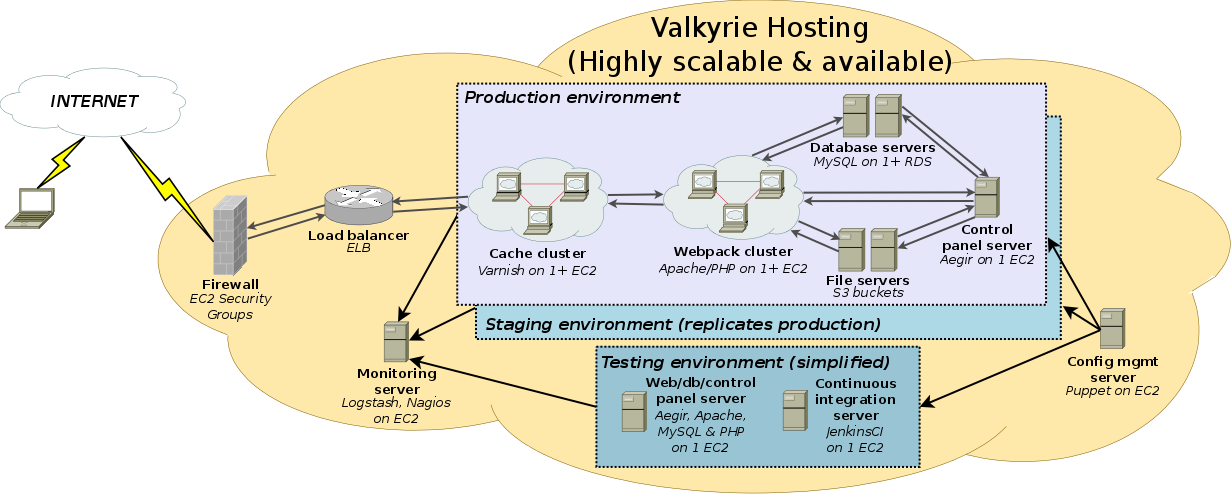 Valkyrie Hosting
(Highly scalable & available)
INTERNET
Production environment
Database servers
MySQL on 1+ RDS
Load balancer
ELB
Cache cluster
Varnish on 1+ EC2
Webpack cluster
Apache/PHP on 1+ EC2
Control
panel server
Aegir on 1 EC2
File servers
S3 buckets
Firewall
EC2 Security
Groups
Staging environment (replicates production)
Monitoring
server
Logstash, Nagios
on EC2
Config mgmt
server
Puppet on EC2
Testing environment (simplified)
Web/db/control
panel server
Aegir, Apache,
MySQL & PHP
on 1 EC2
Continuous
integration
server
JenkinsCI
on 1 EC2